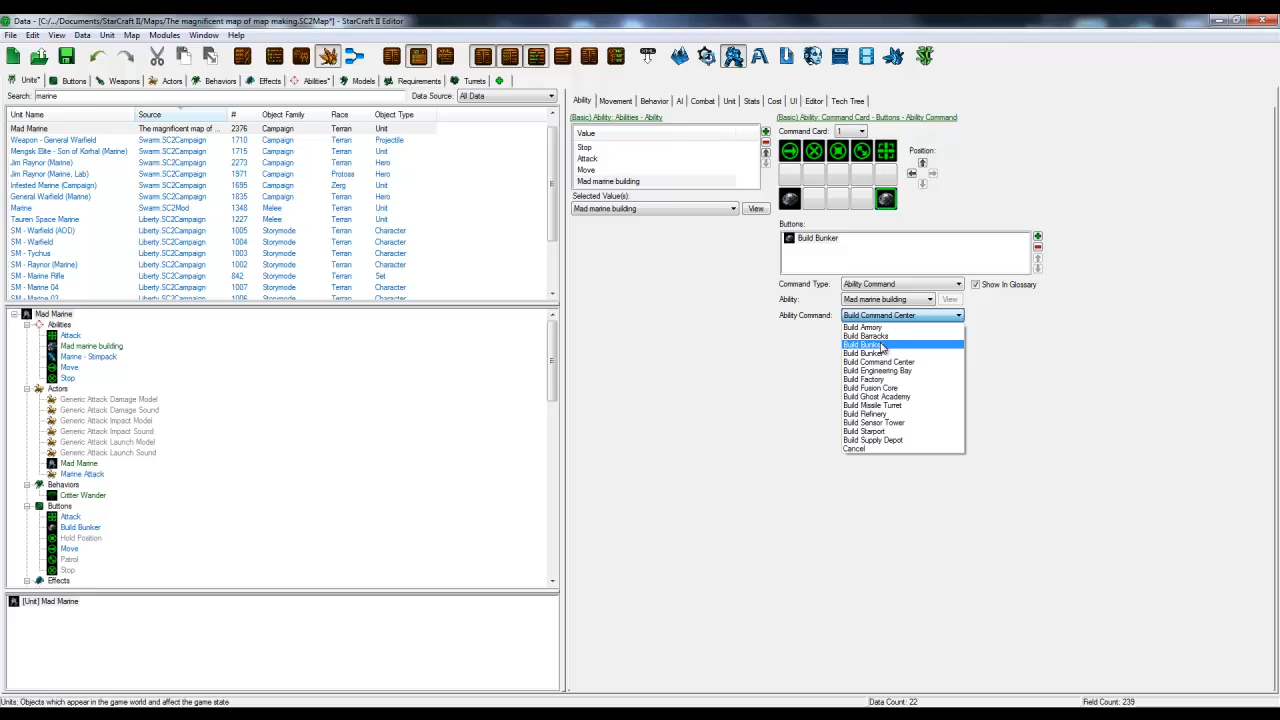 Data - [C:/.../Documents/StarCraft II/Maps/The magnificent map of map making.SC2Map*] - StarCraft II Editor
File Edit View Data Unit Map Modules Window Help
Units* Buttons Weapons Actors Behaviors Effects Abilities* Models Requirements Turrets
Search: marine Data Source: All Data
Unit Name Source # Object Family Race Object Type
Mad Marine The magnificent map of ... 2376 Campaign Terran Unit
Weapon - General Warfield Swarm.SC2Campaign 1710 Campaign Terran Projectile
Mengsk Elite - Son of Korhal (Marine) Swarm.SC2Campaign 1715 Campaign Terran Unit
Jim Raynor (Marine) Swarm.SC2Campaign 2273 Campaign Terran Hero
Jim Raynor (Marine, Lab) Swarm.SC2Campaign 1971 Campaign Protoss Hero
Infested Marine (Campaign) Swarm.SC2Campaign 1695 Campaign Zerg Unit
General Warfield (Marine) Swarm.SC2Campaign 1746 Campaign Terran Hero
Marine Swarm.SC2Mod 1348 Melee Terran Unit
Tauren Space Marine Liberty.SC2Campaign 1227 Melee Terran Unit
SM - Warfield (AOD) Liberty.SC2Campaign 1005 Storymode Terran Character
SM - Warfield Liberty.SC2Campaign 1006 Storymode Terran Character
SM - Tychus Liberty.SC2Campaign 1003 Storymode Terran Character
SM - Raynor (Marine) Liberty.SC2Campaign 1002 Storymode Terran Character
SM - Marine Rifle Liberty.SC2Campaign 842 Storymode Terran Set
SM - Marine 04 Liberty.SC2Campaign 1007 Storymode Terran Character
SM - Marine 03 Liberty.SC2Campaign 1006 Storymode Terran Character
Mad Marine
Abilities
Attack
Mad marine building
Marine - Stimpack
Move
Stop
Actors
Generic Attack Damage Model
Generic Attack Damage Sound
Generic Attack Impact Model
Generic Attack Impact Sound
Generic Attack Launch Model
Generic Attack Launch Sound
Mad Marine
Marine Attack
Behaviors
Critter Wander
Buttons
Attack
Build Bunker
Hold Position
Move
Patrol
Stop
Effects
[Unit] Mad Marine
Ability Movement Behavior AI Combat Unit Stats Cost UI Editor Tech Tree
(Basic) Ability: Abilities - Ability
Value
Stop
Attack
Move
Mad marine building
Selected Value(s):
Mad marine building View
(Basic) Ability: Command Card - Buttons - Ability Command
Command Card: 1
Position:
Buttons:
Build Bunker
Command Type: Ability Command Show In Glossary
Ability: Mad marine building View
Ability Command: Build Command Center
Build Armory
Build Barracks
Build Bunker
Build Bunker
Build Command Center
Build Engineering Bay
Build Factory
Build Fusion Core
Build Ghost Academy
Build Missile Turret
Build Refinery
Build Sensor Tower
Build Starport
Build Supply Depot
Cancel
Units: Objects which appear in the game world and affect the game state Data Count: 22 Field Count: 239